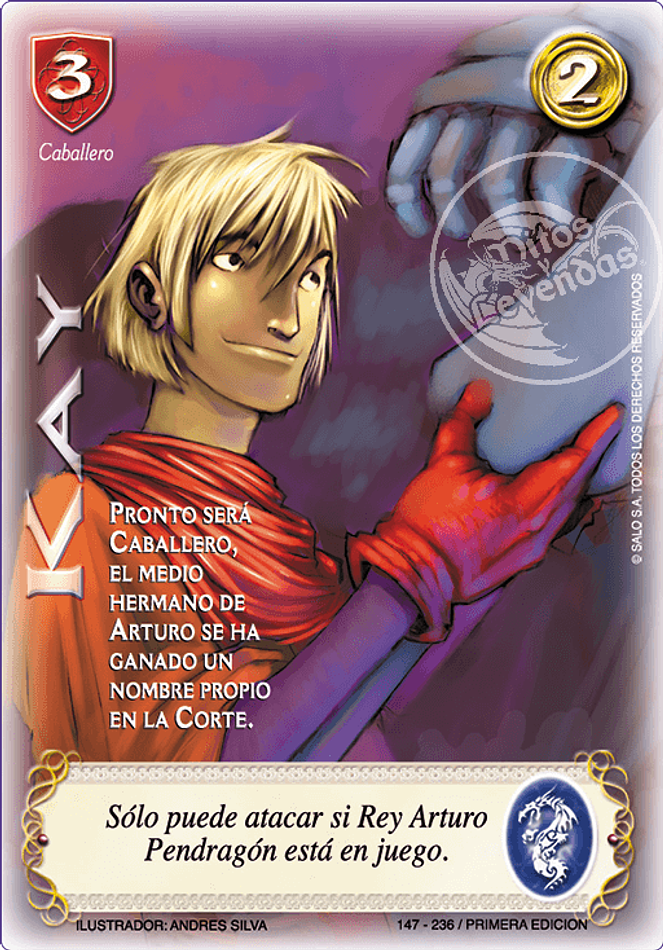 3
2
Caballero
Mitos
y
Leyendas
KAY
© SALO S.A. TODOS LOS DERECHOS RESERVADOS
PRONTO SERÁ
CABALLERO,
EL MEDIO
HERMANO DE
ARTURO SE HA
GANADO UN
NOMBRE PROPIO
EN LA CORTE.
Sólo puede atacar si Rey Arturo
Pendragón está en juego.
ILUSTRADOR: ANDRES SILVA
147 - 236 / PRIMERA EDICION